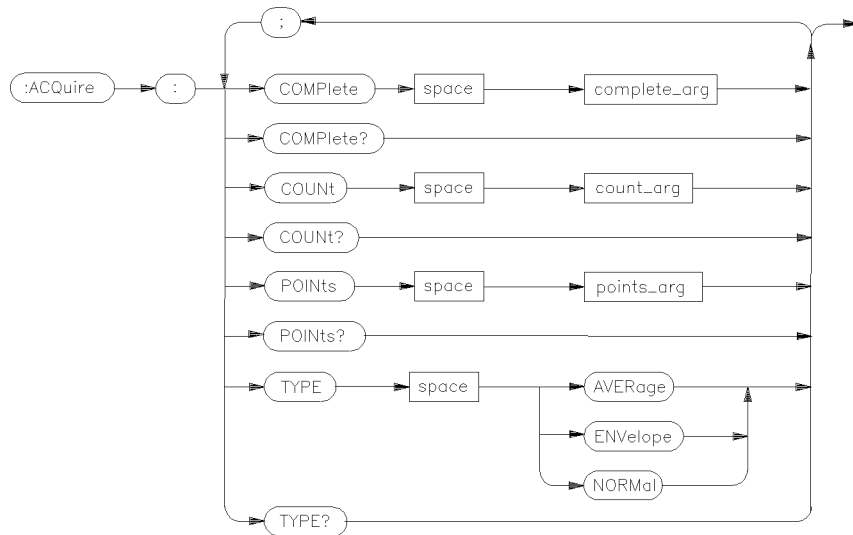 ;
:ACQuire : COMPlete space complete_arg
COMPlete?
COUNt space count_arg
COUNt?
POINts space points_arg
POINts?
TYPE space AVERage
ENVelope
NORMal
TYPE?